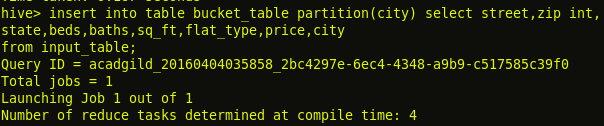 hive> insert into table bucket_table partition(city) select street,zip int,
state,beds,baths,sq_ft,flat_type,price,city
from input_table;
Query ID = acadgild_20160404035858_2bc4297e-6ec4-4348-a9b9-c517585c39f0
Total jobs = 1
Launching Job 1 out of 1
Number of reduce tasks determined at compile time: 4